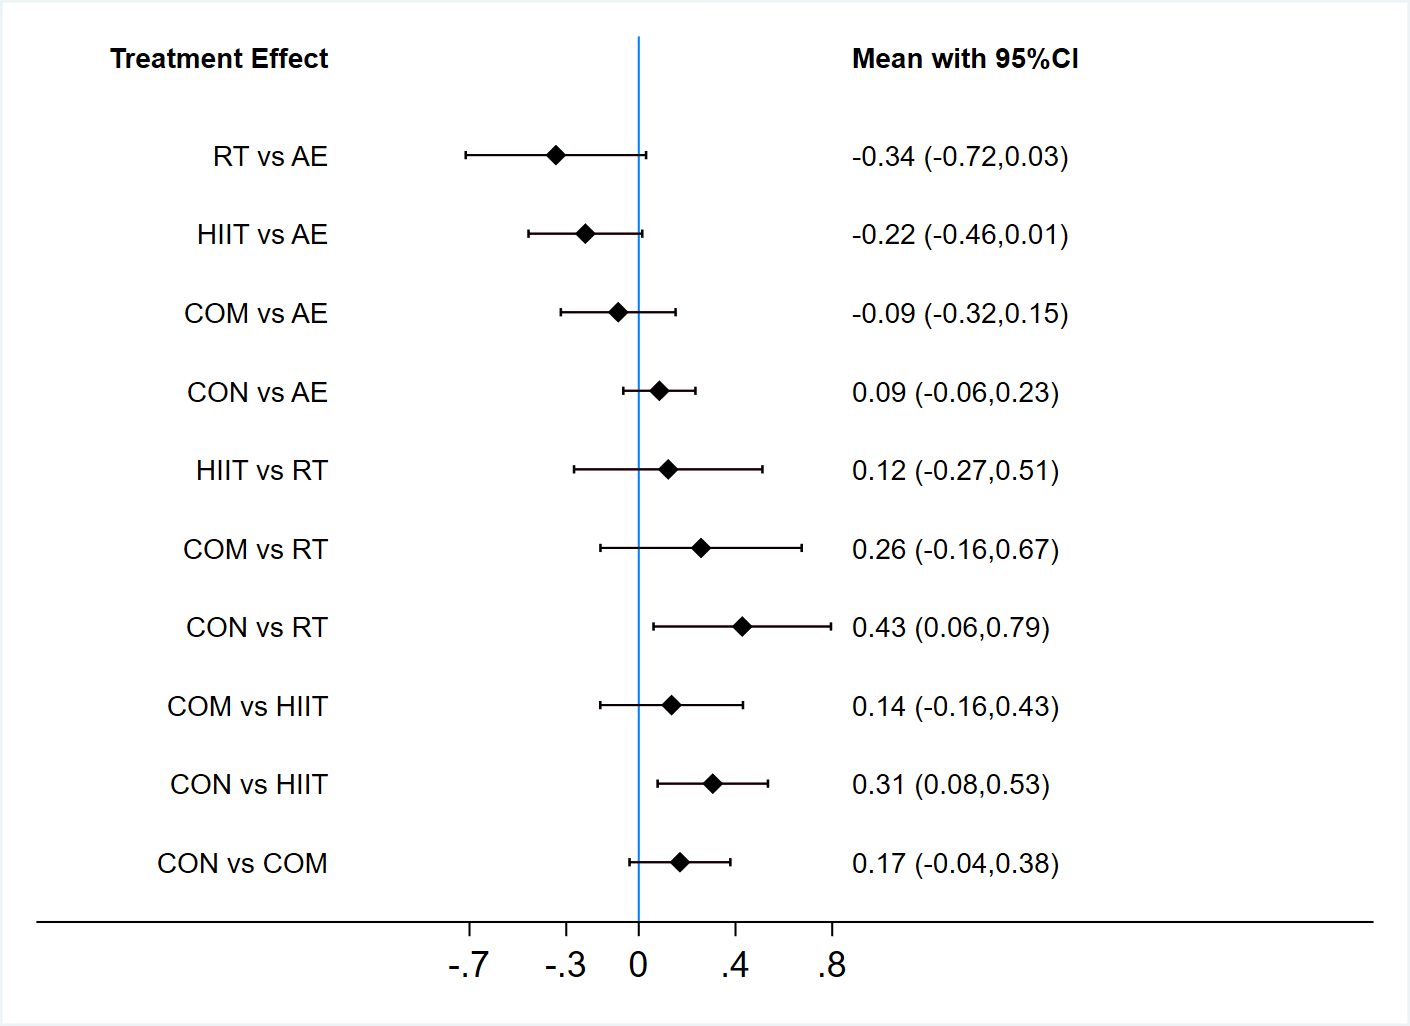 Treatment Effect Mean with 95%CI
RT vs AE -0.34 (-0.72,0.03)
HIIT vs AE -0.22 (-0.46,0.01)
COM vs AE -0.09 (-0.32,0.15)
CON vs AE 0.09 (-0.06,0.23)
HIIT vs RT 0.12 (-0.27,0.51)
COM vs RT 0.26 (-0.16,0.67)
CON vs RT 0.43 (0.06,0.79)
COM vs HIIT 0.14 (-0.16,0.43)
CON vs HIIT 0.31 (0.08,0.53)
CON vs COM 0.17 (-0.04,0.38)
-.7 -.3 0 .4 .8